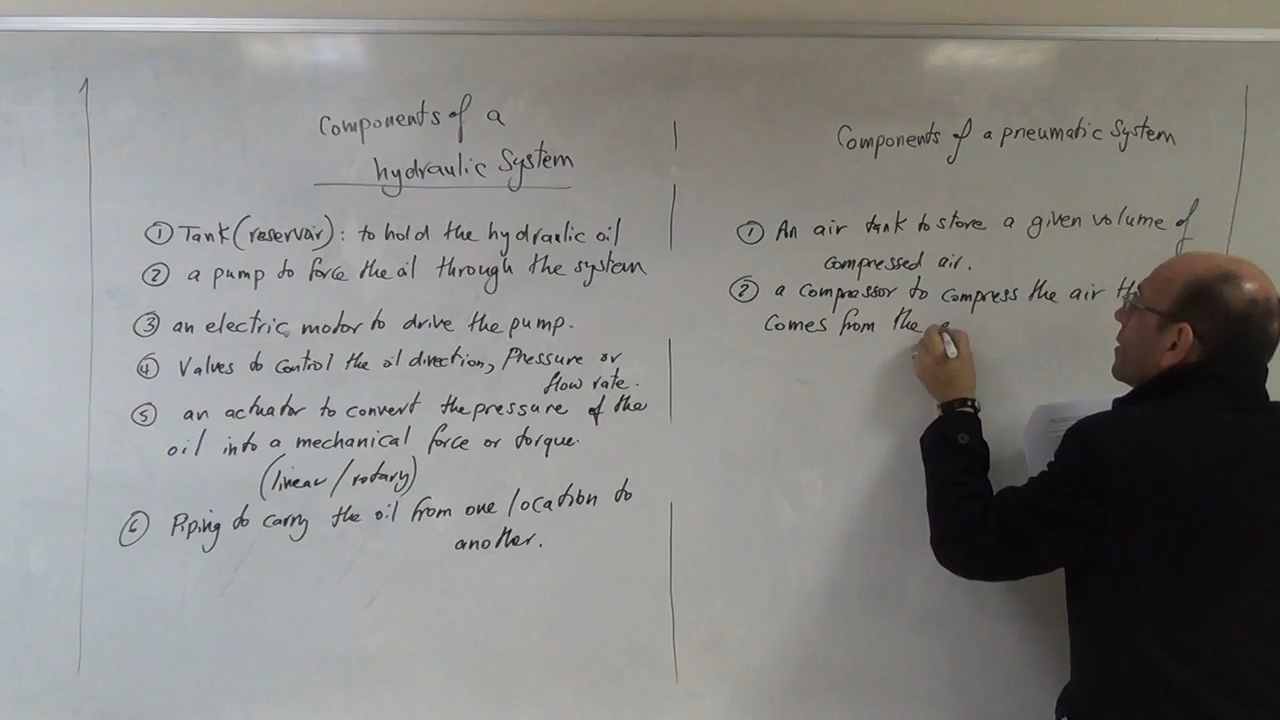 Components of a
hydraulic System
① Tank (reservoir): to hold the hydraulic oil
② a pump to force the oil through the system
③ an electric motor to drive the pump.
④ Valves to control the oil direction, Pressure or
flow rate.
⑤ an actuator to convert the pressure of the
oil into a mechanical force or torque.
(linear / rotary)
⑥ Piping to carry the oil from one location to
another.
Components of a pneumatic System
① An air tank to store a given volume of
compressed air.
② a compressor to compress the air
comes from the